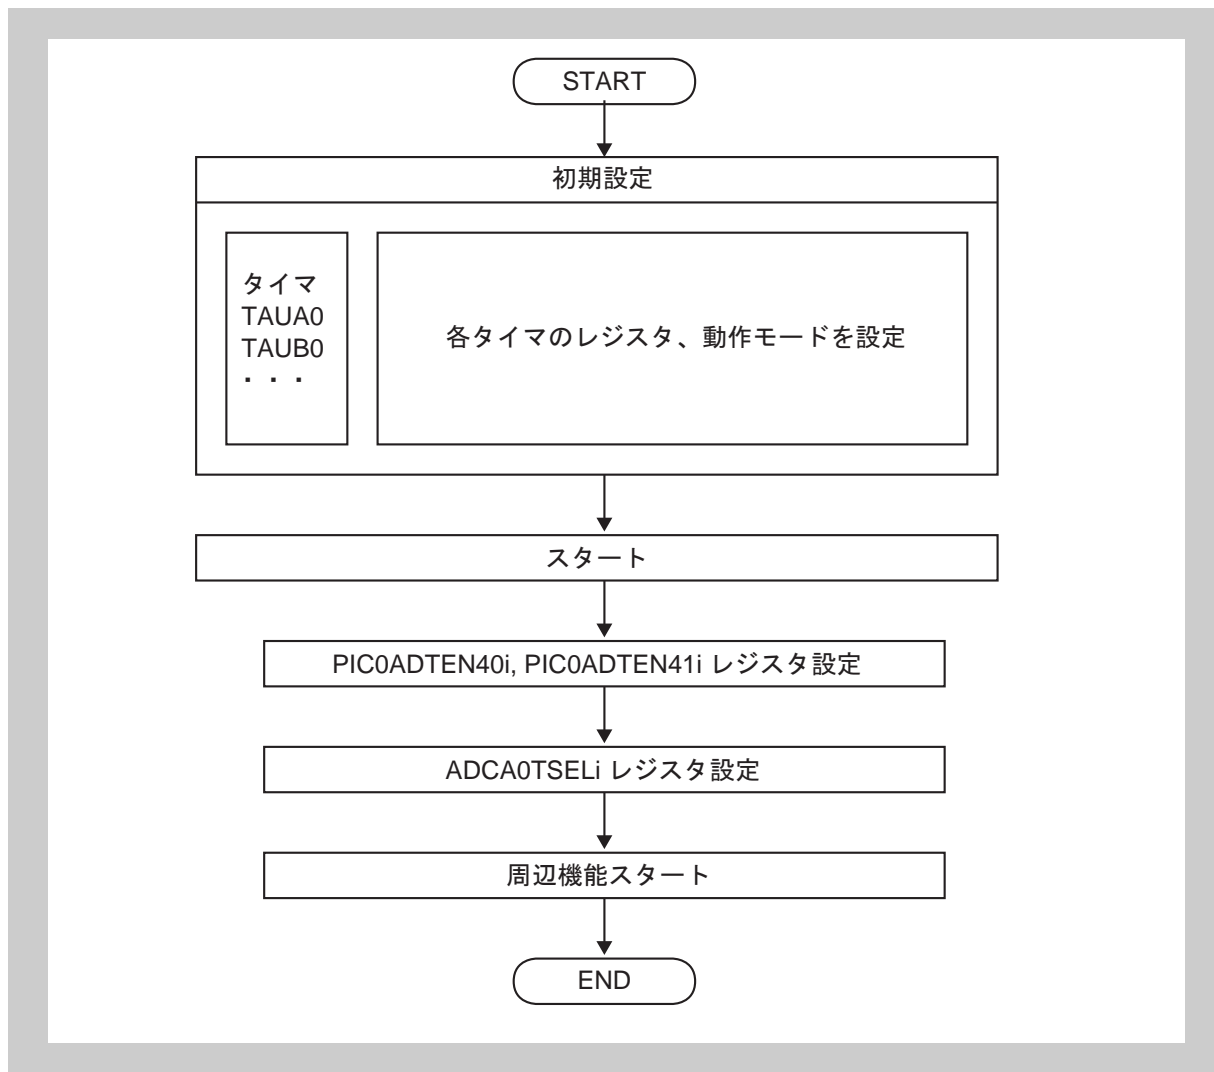 START
初期設定
タイマ
TAUA0
TAUB0
・・・
各タイマのレジスタ、動作モードを設定
スタート
PIC0ADTEN40i, PIC0ADTEN41i レジスタ設定
ADCA0TSELi レジスタ設定
周辺機能スタート
END